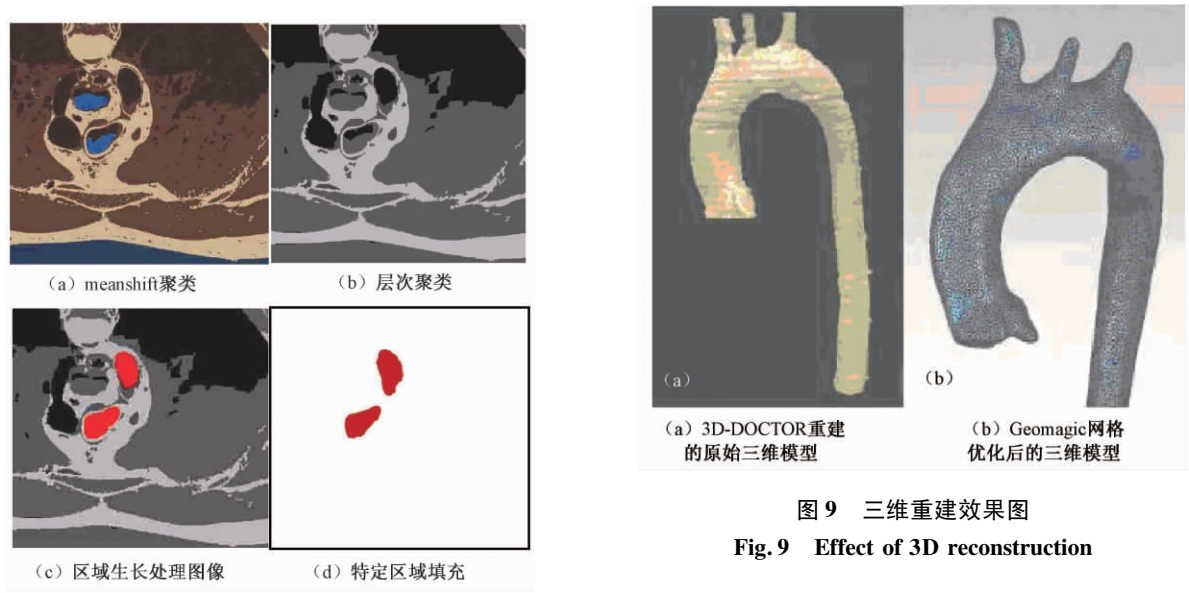 （a）meanshift聚类
（b）层次聚类
（c）区域生长处理图像
（d）特定区域填充
（a）
（b）
（a）3D-DOCTOR重建
的原始三维模型
（b）Geomagic网格
优化后的三维模型
图 9 三维重建效果图
Fig. 9 Effect of 3D reconstruction